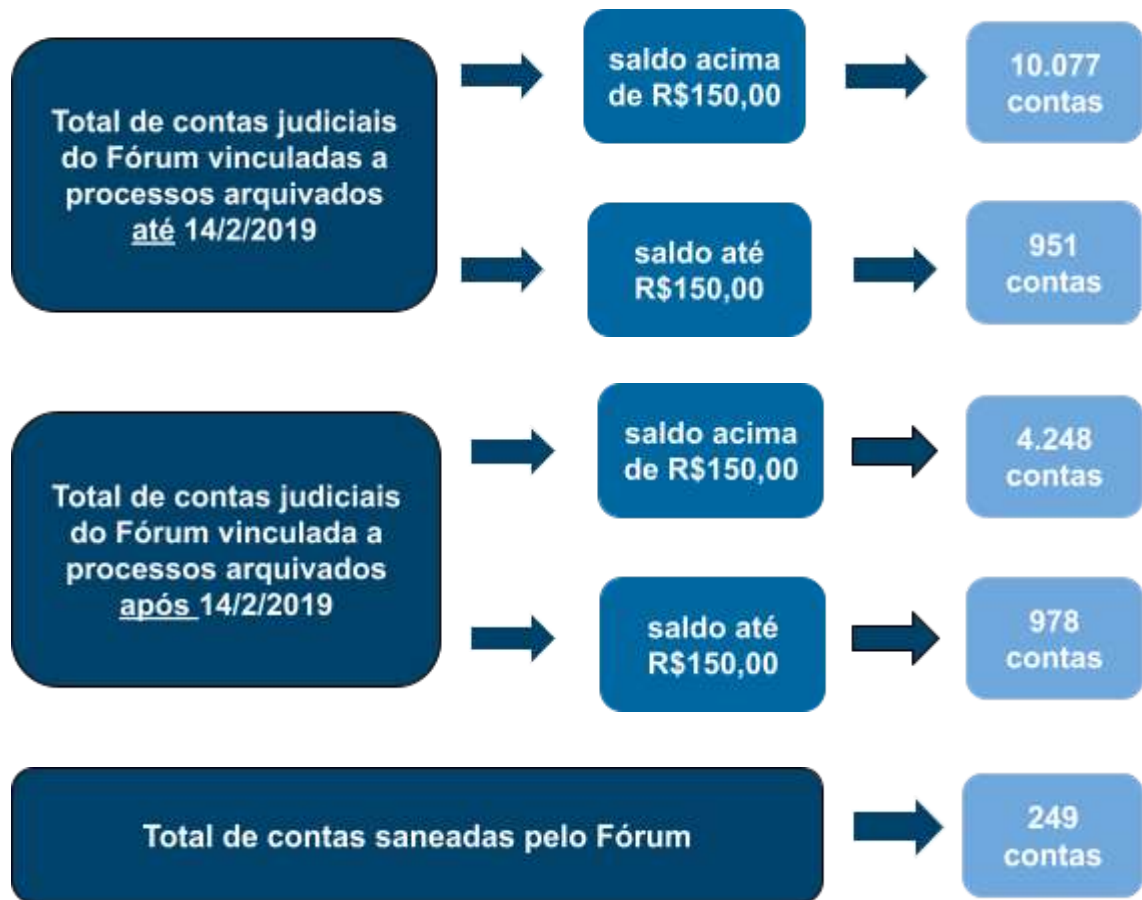 Total de contas judiciais
do Fórum vinculadas a
processos arquivados
até 14/2/2019
saldo acima
de R$150,00
10.077
contas
saldo até
R$150,00
951
contas
Total de contas judiciais
do Fórum vinculada a
processos arquivados
após 14/2/2019
saldo acima
de R$150,00
4.248
contas
saldo até
R$150,00
978
contas
Total de contas saneadas pelo Fórum
249
contas